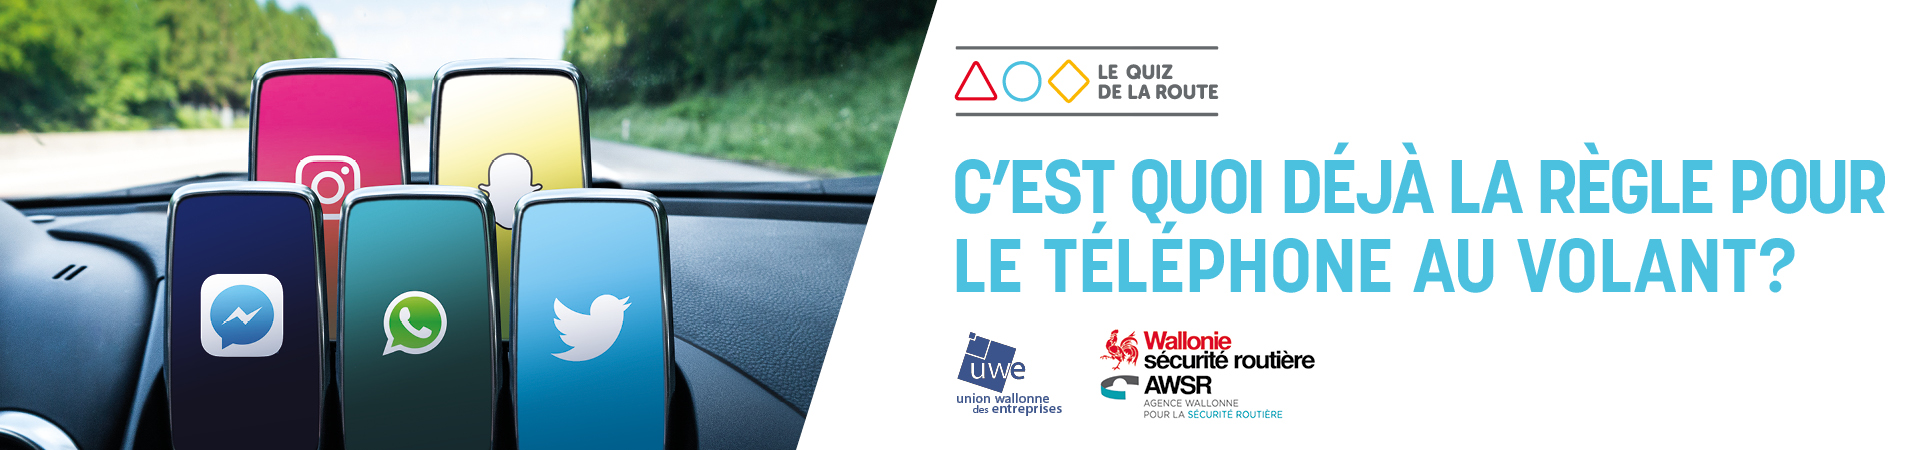 LE QUIZ
DE LA ROUTE
C'EST QUOI DÉJÀ LA RÈGLE POUR
LE TÉLÉPHONE AU VOLANT?
uwe
union wallonne
des entreprises
Wallonie
sécurité routière
AWSR
AGENCE WALLONNE
POUR LA SÉCURITÉ ROUTIÈRE